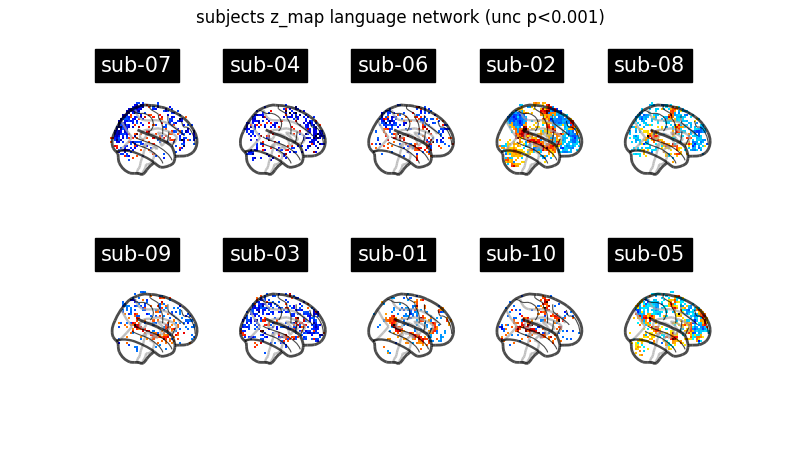 subjects z_map language network (unc p<0.001)
sub-07 sub-04 sub-06 sub-02 sub-08
sub-09 sub-03 sub-01 sub-10 sub-05